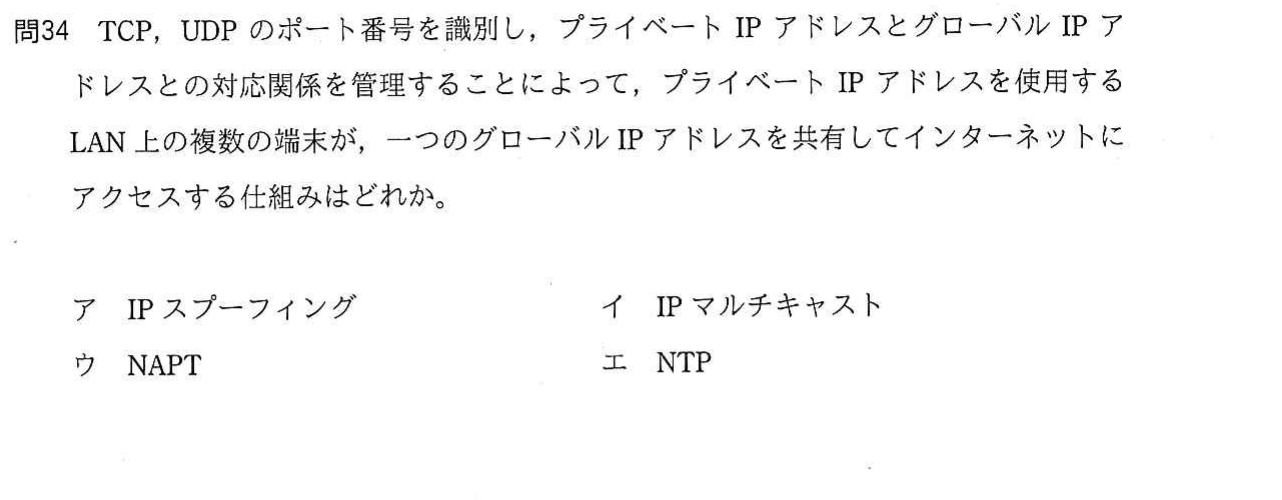 問34 TCP，UDP のポート番号を識別し，プライベート IP アドレスとグローバル IP ア
ドレスとの対応関係を管理することによって，プライベート IP アドレスを使用する
LAN 上の複数の端末が，一つのグローバル IP アドレスを共有してインターネットに
アクセスする仕組みはどれか。
ア IP スプーフィング イ IP マルチキャスト
ウ NAPT エ NTP